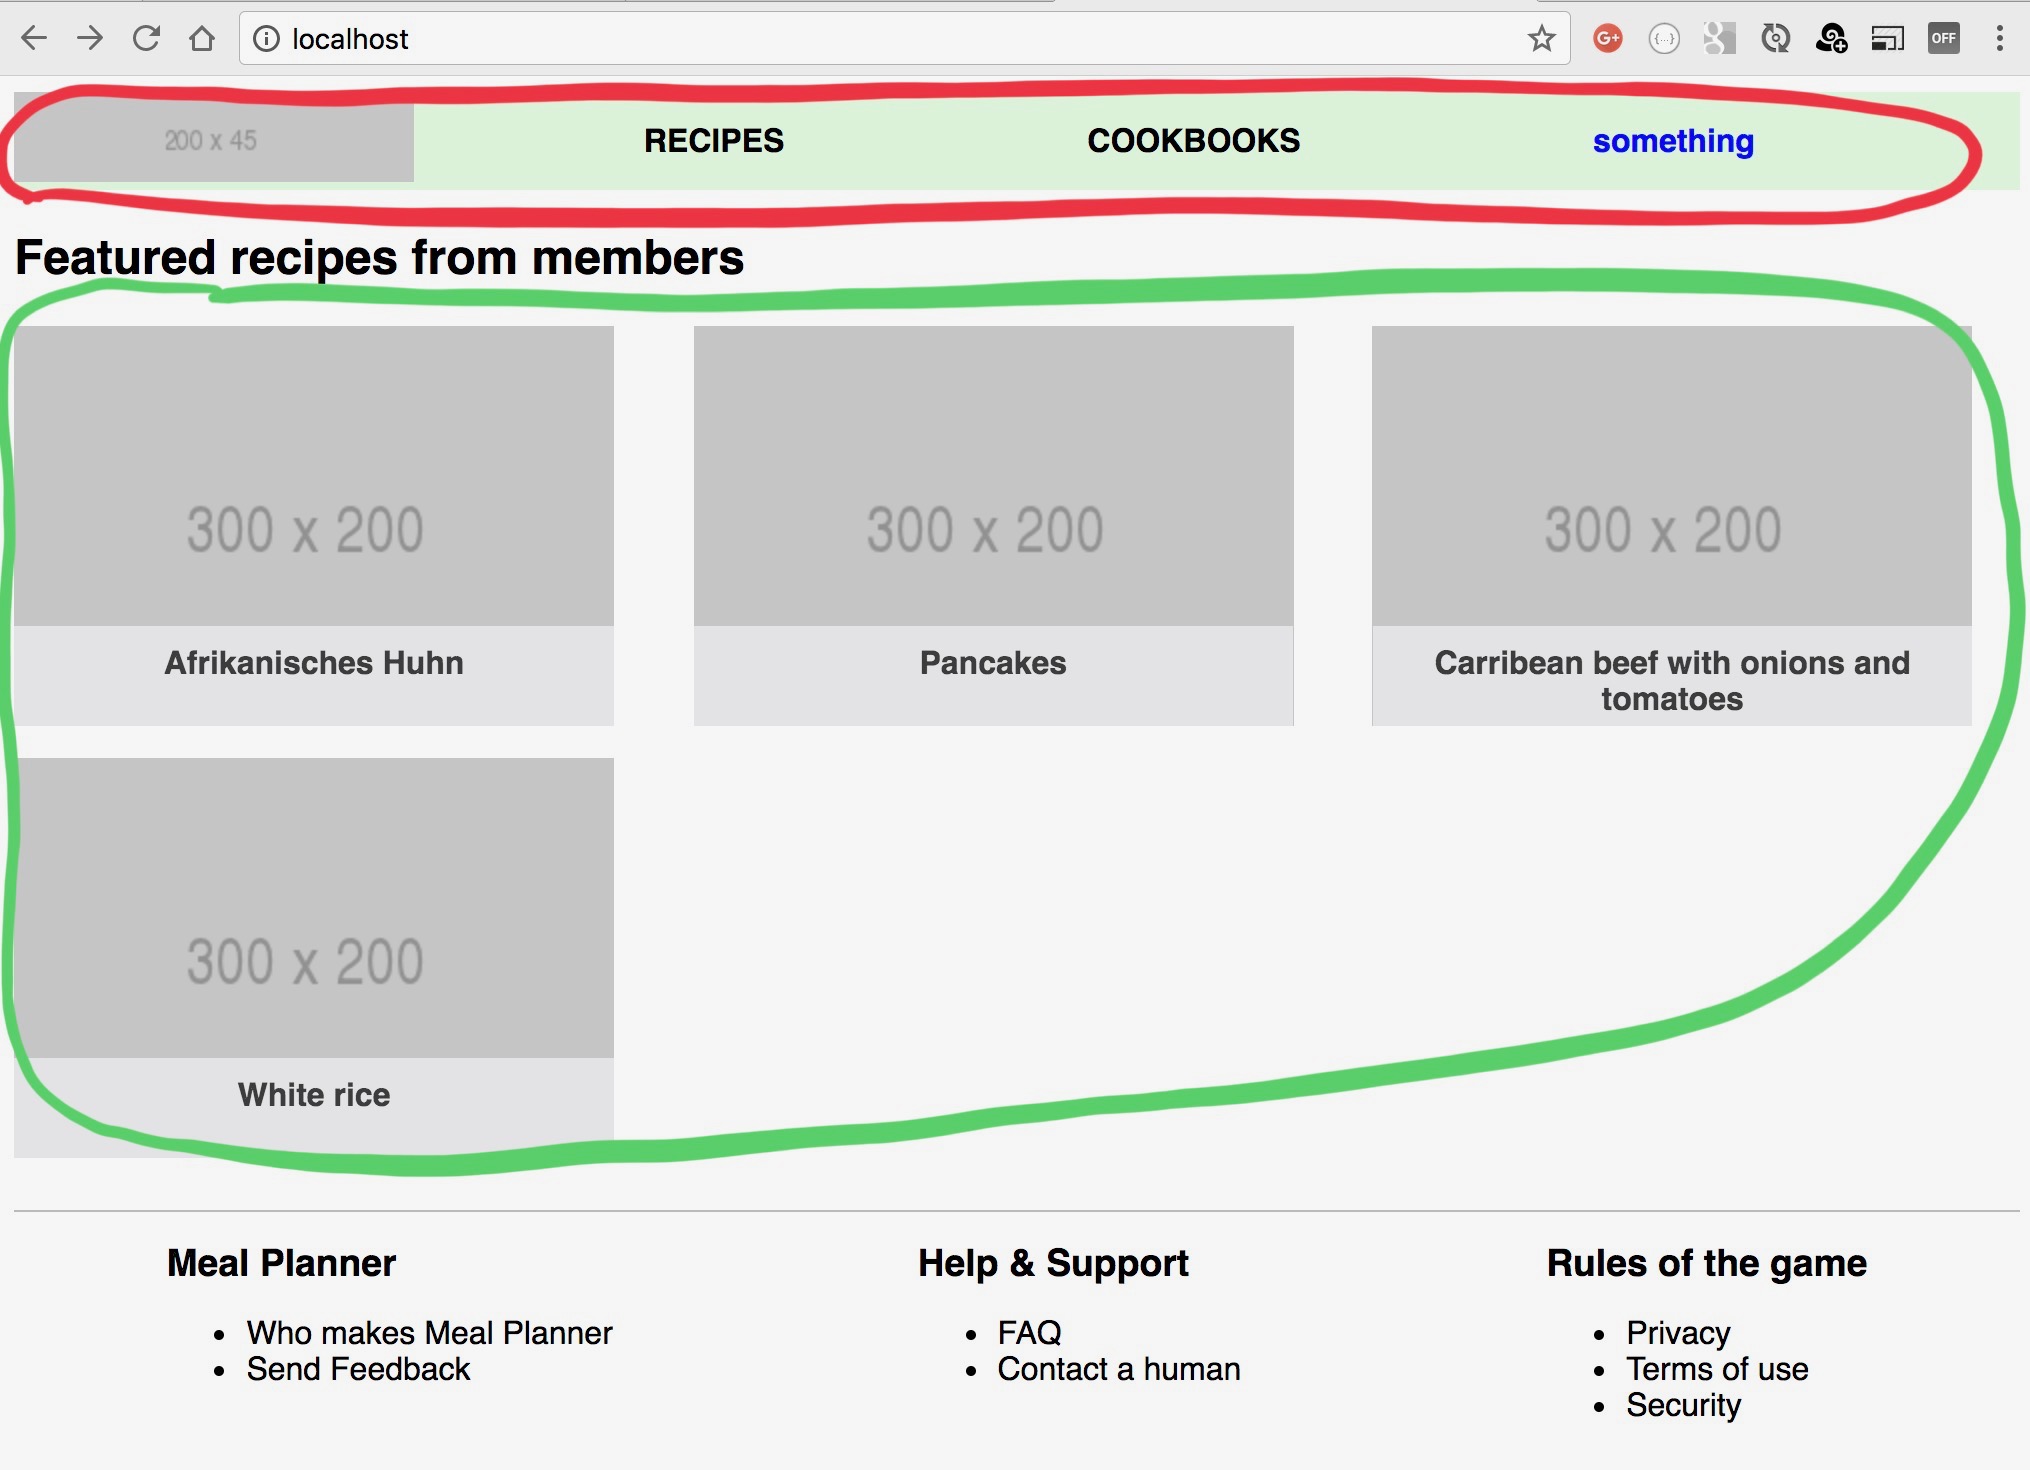 localhost
G+
{...}
g
OFF
200 x 45
RECIPES
COOKBOOKS
something
Featured recipes from members
300 x 200
300 x 200
300 x 200
Afrikanisches Huhn
Pancakes
Carribean beef with onions and
tomatoes
300 x 200
White rice
Meal Planner
Who makes Meal Planner
Send Feedback
Help & Support
FAQ
Contact a human
Rules of the game
Privacy
Terms of use
Security